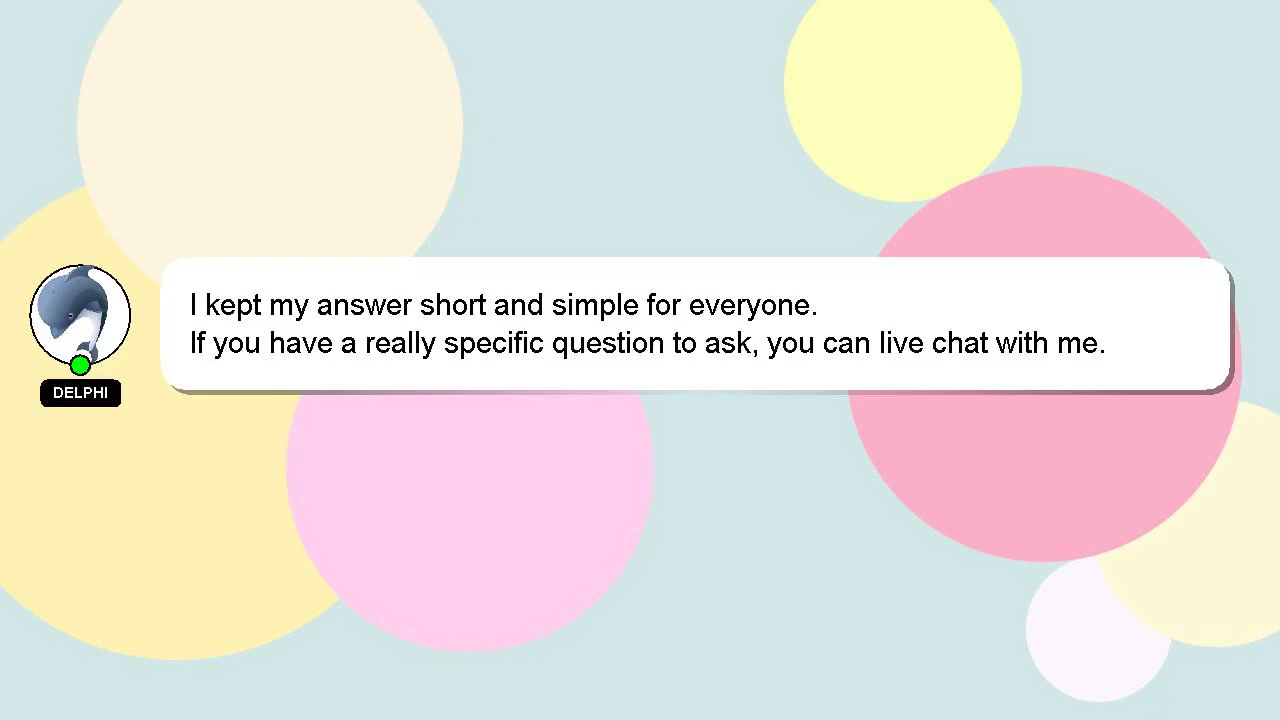 I kept my answer short and simple for everyone.
If you have a really specific question to ask, you can live chat with me.
DELPHI